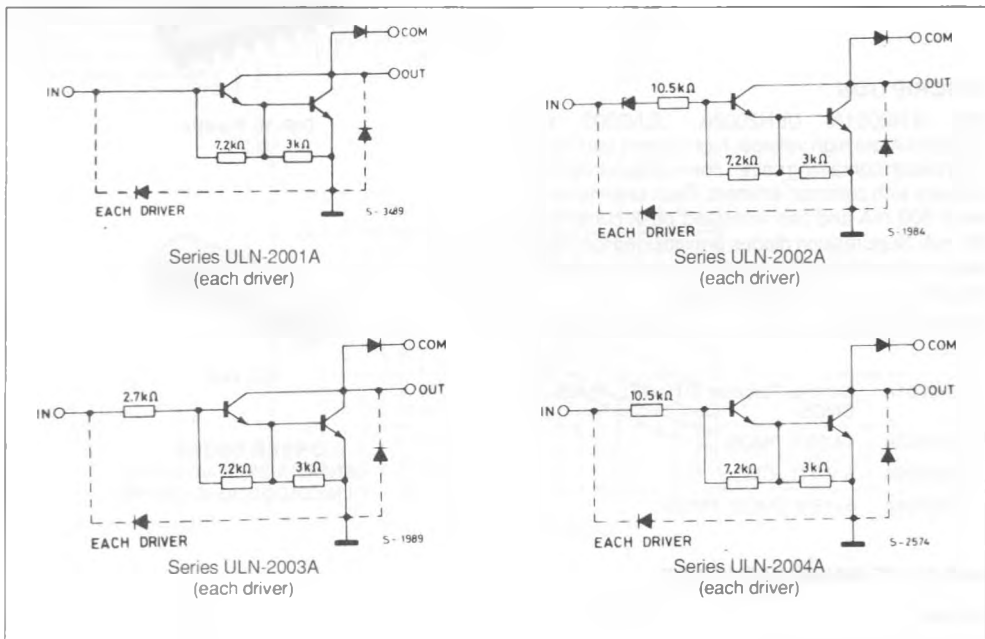 COM
OUT
IN
7.2kΩ
3kΩ
EACH DRIVER
S-3489
Series ULN-2001A
(each driver)
COM
OUT
10.5kΩ
IN
7.2kΩ
3kΩ
EACH DRIVER
S-1984
Series ULN-2002A
(each driver)
COM
OUT
2.7kΩ
IN
7.2kΩ
3kΩ
EACH DRIVER
S-1989
Series ULN-2003A
(each driver)
COM
OUT
10.5kΩ
IN
7.2kΩ
3kΩ
EACH DRIVER
S-2574
Series ULN-2004A
(each driver)